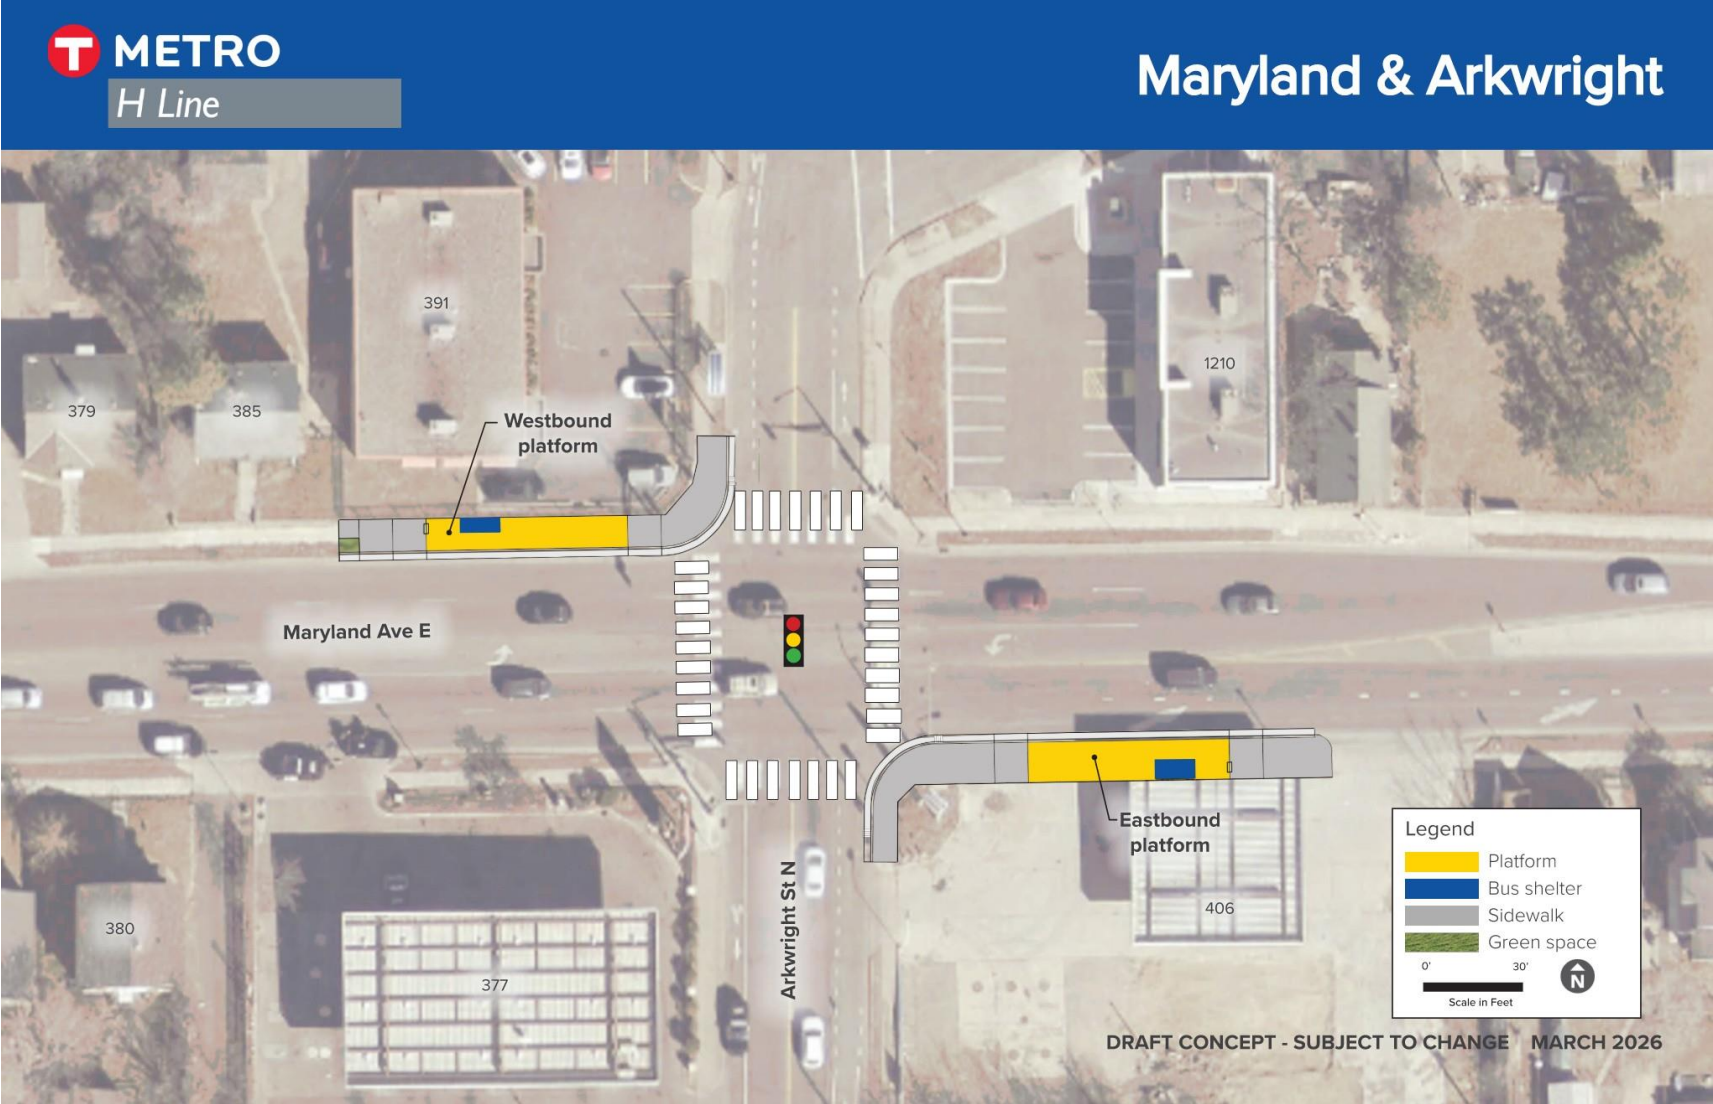 T METRO
H Line
Maryland & Arkwright
391
1210
379
385
Westbound
platform
Maryland Ave E
Eastbound
platform
Arkwright St N
380
377
406
Legend
Platform
Bus shelter
Sidewalk
Green space
0' 30'
Scale in Feet
N
DRAFT CONCEPT - SUBJECT TO CHANGE MARCH 2026